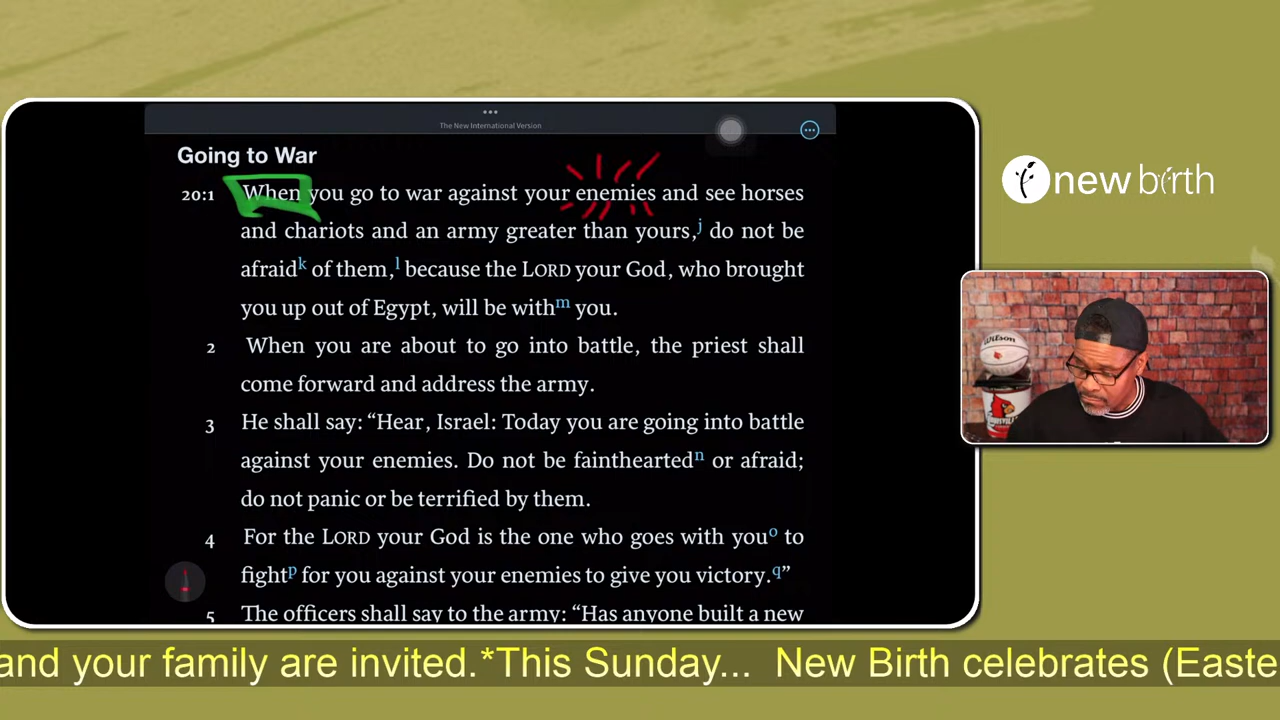 The New International Version
Going to War
20:1 When you go to war against your enemies and see horses
and chariots and an army greater than yours,j do not be
afraidk of them,l because the LORD your God, who brought
you up out of Egypt, will be withm you.
2 When you are about to go into battle, the priest shall
come forward and address the army.
3 He shall say: “Hear, Israel: Today you are going into battle
against your enemies. Do not be faintheartedn or afraid;
do not panic or be terrified by them.
4 For the LORD your God is the one who goes with youo to
fightp for you against your enemies to give you victory.q”
5 The officers shall say to the army: “Has anyone built a new
new birth
Wilson
LOUISVILLE
and your family are invited.*This Sunday... New Birth celebrates (Easte